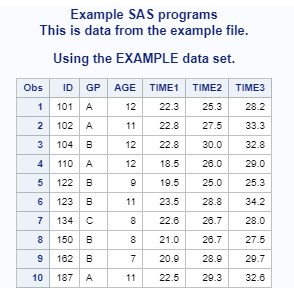 Example SAS programs
This is data from the example file.
Using the EXAMPLE data set.
Obs ID GP AGE TIME1 TIME2 TIME3
1 101 A 12 22.3 25.3 28.2
2 102 A 11 22.8 27.5 33.3
3 104 B 12 22.8 30.0 32.8
4 110 A 12 18.5 26.0 29.0
5 122 B 9 19.5 25.0 25.3
6 123 B 11 23.5 28.8 34.2
7 134 C 8 22.6 26.7 28.0
8 150 B 8 21.0 26.7 27.5
9 162 B 7 20.9 28.9 29.7
10 187 A 11 22.5 29.3 32.6